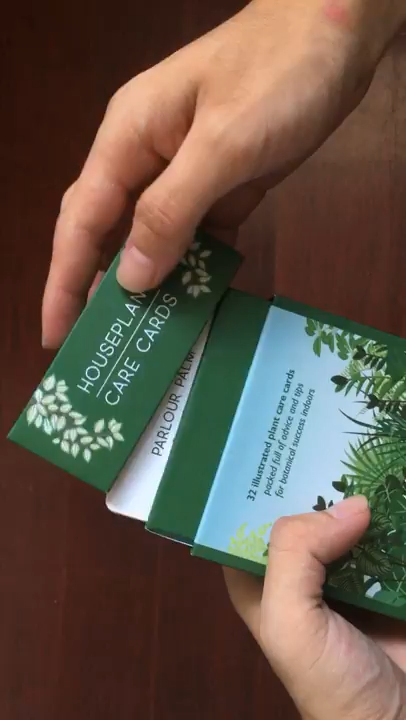 HOUSEPLANT
CARE CARDS
PARLOUR PALM
32 illustrated plant care cards
packed full of advice and tips
for botanical success indoors